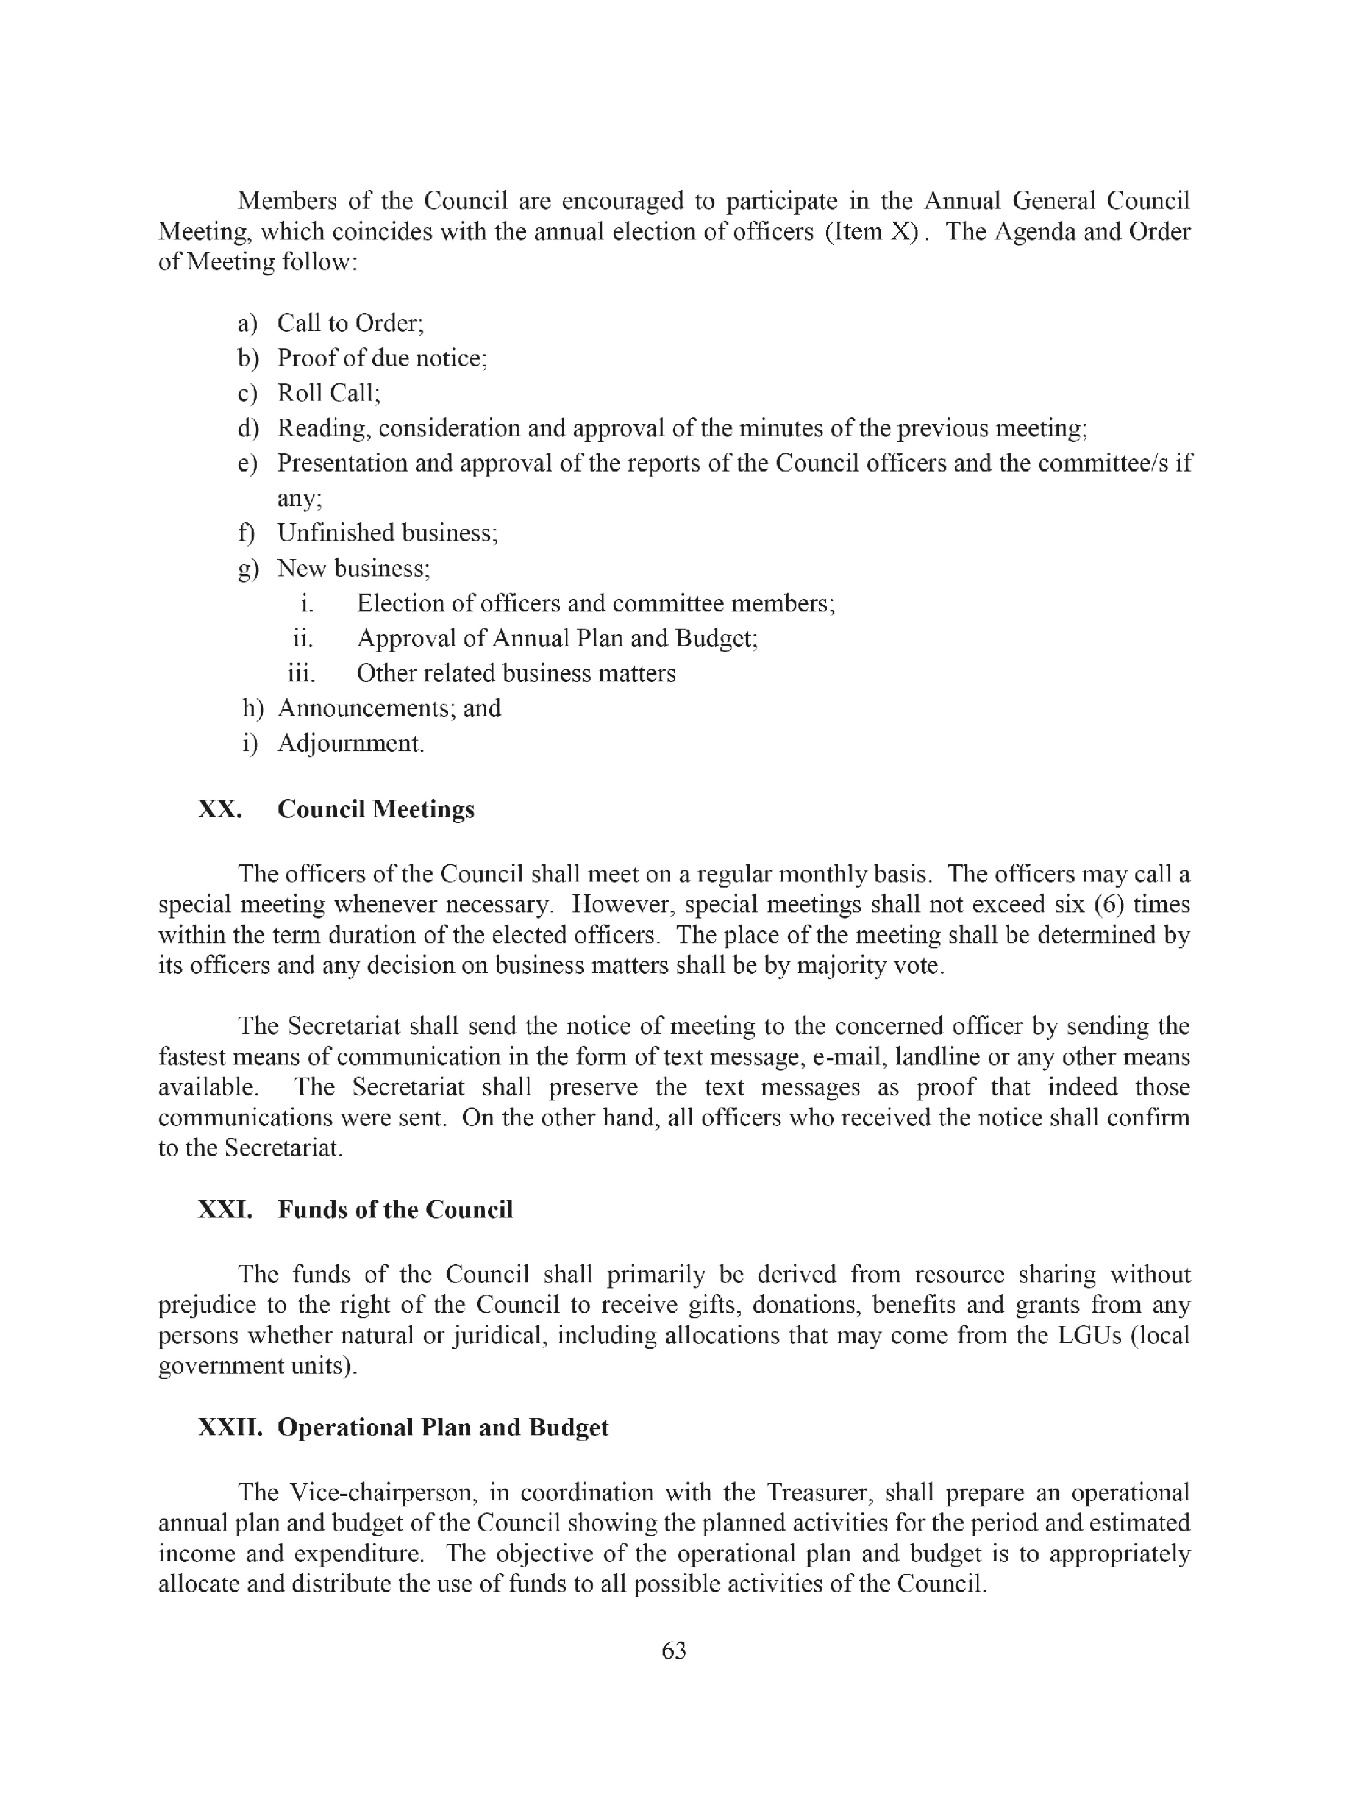 Members of the Council are encouraged to participate in the Annual General Council
Meeting, which coincides with the annual election of officers (Item X). The Agenda and Order
of Meeting follow:
a) Call to Order;
b) Proof of due notice;
c) Roll Call;
d) Reading, consideration and approval of the minutes of the previous meeting;
e) Presentation and approval of the reports of the Council officers and the committee/s if
any;
f) Unfinished business;
g) New business;
i. Election of officers and committee members;
ii. Approval of Annual Plan and Budget;
iii. Other related business matters
h) Announcements; and
i) Adjournment.
XX. Council Meetings
The officers of the Council shall meet on a regular monthly basis. The officers may call a
special meeting whenever necessary. However, special meetings shall not exceed six (6) times
within the term duration of the elected officers. The place of the meeting shall be determined by
its officers and any decision on business matters shall be by majority vote.
The Secretariat shall send the notice of meeting to the concerned officer by sending the
fastest means of communication in the form of text message, e-mail, landline or any other means
available. The Secretariat shall preserve the text messages as proof that indeed those
communications were sent. On the other hand, all officers who received the notice shall confirm
to the Secretariat.
XXI. Funds of the Council
The funds of the Council shall primarily be derived from resource sharing without
prejudice to the right of the Council to receive gifts, donations, benefits and grants from any
persons whether natural or juridical, including allocations that may come from the LGUs (local
government units).
XXII. Operational Plan and Budget
The Vice-chairperson, in coordination with the Treasurer, shall prepare an operational
annual plan and budget of the Council showing the planned activities for the period and estimated
income and expenditure. The objective of the operational plan and budget is to appropriately
allocate and distribute the use of funds to all possible activities of the Council.
63